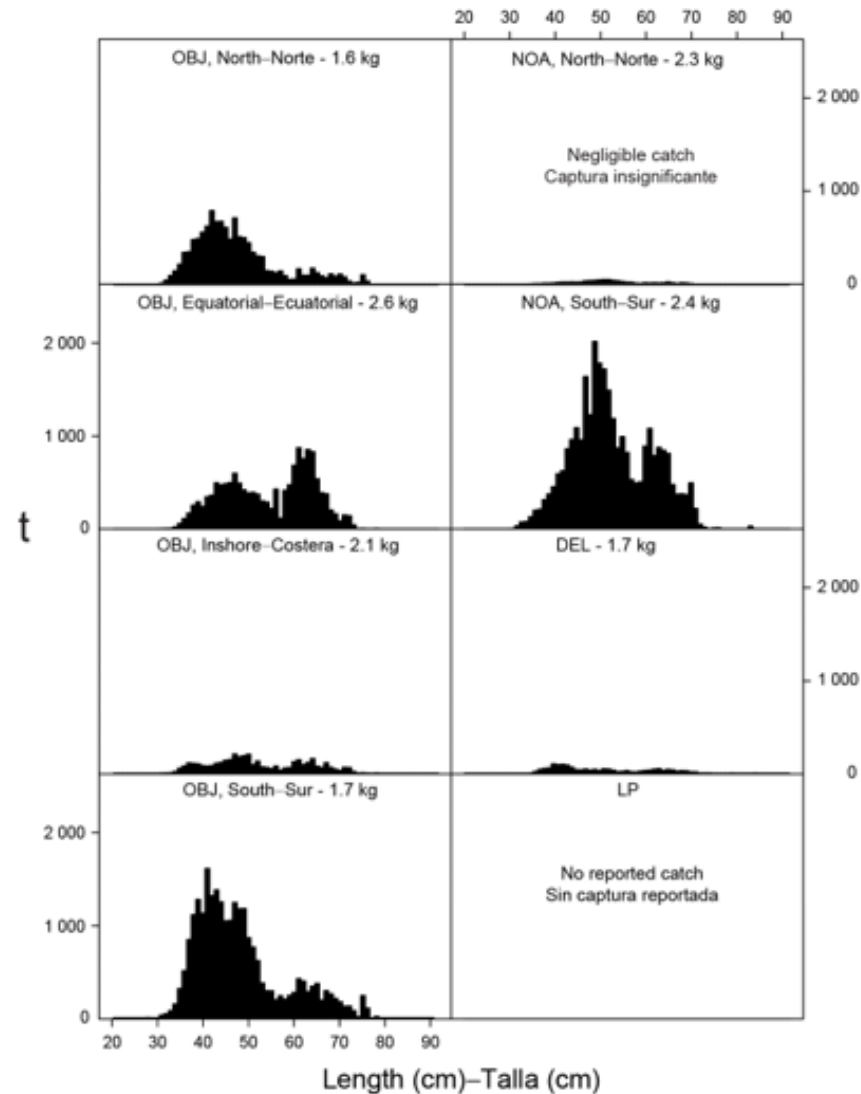 20 30 40 50 60 70 80 90
OBJ, North–Norte - 1.6 kg
NOA, North–Norte - 2.3 kg
Negligible catch
Captura insignificante
2 000
1 000
0
OBJ, Equatorial–Ecuatorial - 2.6 kg
NOA, South–Sur - 2.4 kg
2 000
1 000
0
t
OBJ, Inshore–Costera - 2.1 kg
DEL - 1.7 kg
2 000
1 000
0
OBJ, South–Sur - 1.7 kg
LP
No reported catch
Sin captura reportada
2 000
1 000
0
20 30 40 50 60 70 80 90
Length (cm)–Talla (cm)